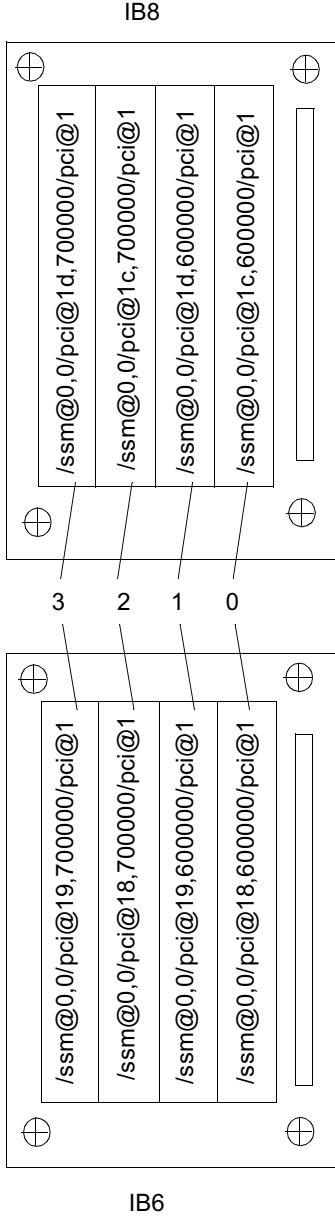 IB8
/ssm@0,0/pci@1d,700000/pci@1
/ssm@0,0/pci@1c,700000/pci@1
/ssm@0,0/pci@1d,600000/pci@1
/ssm@0,0/pci@1c,600000/pci@1
3 2 1 0
/ssm@0,0/pci@19,700000/pci@1
/ssm@0,0/pci@18,700000/pci@1
/ssm@0,0/pci@19,600000/pci@1
/ssm@0,0/pci@18,600000/pci@1
IB6